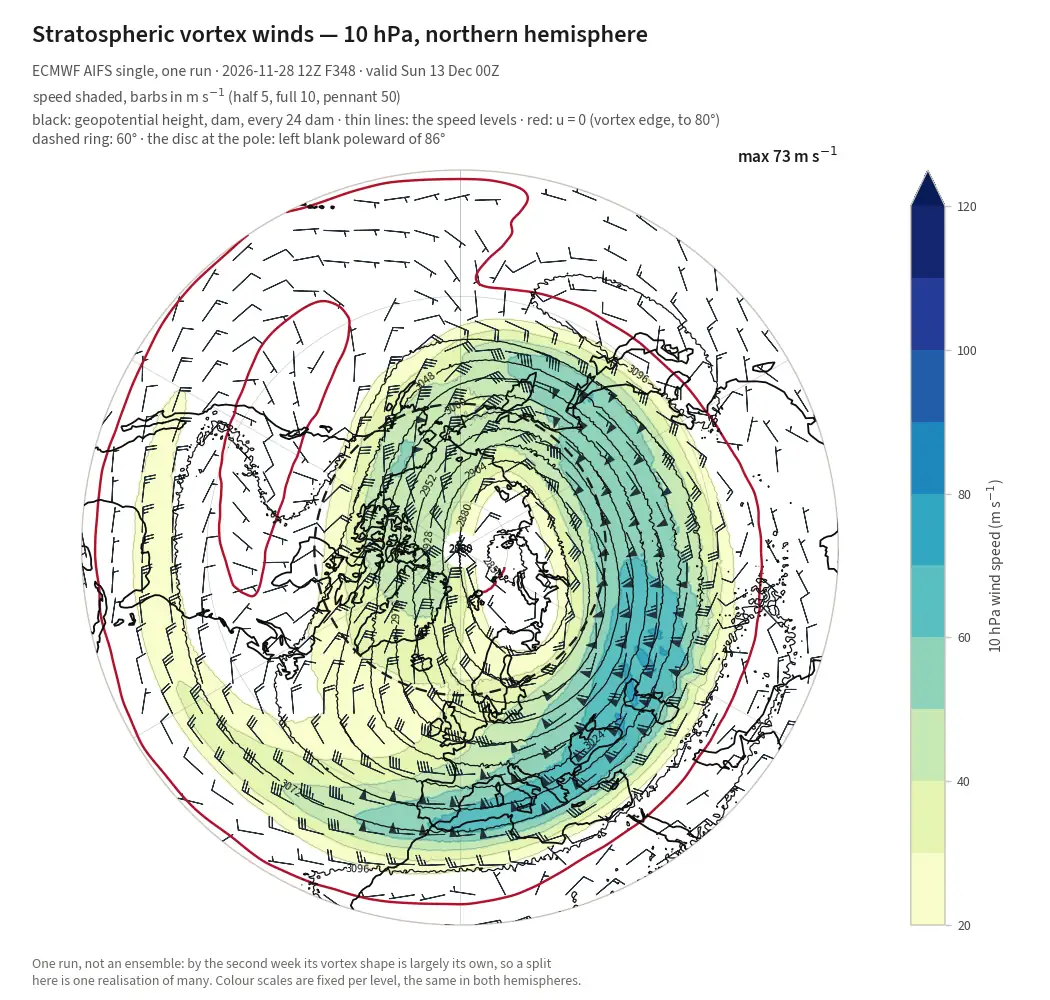 Stratospheric vortex winds — 10 hPa, northern hemisphere
ECMWF AIFS single, one run · 2026-11-28 12Z F348 · valid Sun 13 Dec 00Z
speed shaded, barbs in m s⁻¹ (half 5, full 10, pennant 50)
black: geopotential height, dam, every 24 dam · thin lines: the speed levels · red: u = 0 (vortex edge, to 80°)
dashed ring: 60° · the disc at the pole: left blank poleward of 86°
max 73 m s⁻¹
120
100
80
60
40
20
10 hPa wind speed (m s⁻¹)
3096
2952
2880
3024
3096
One run, not an ensemble: by the second week its vortex shape is largely its own, so a split
here is one realisation of many. Colour scales are fixed per level, the same in both hemispheres.